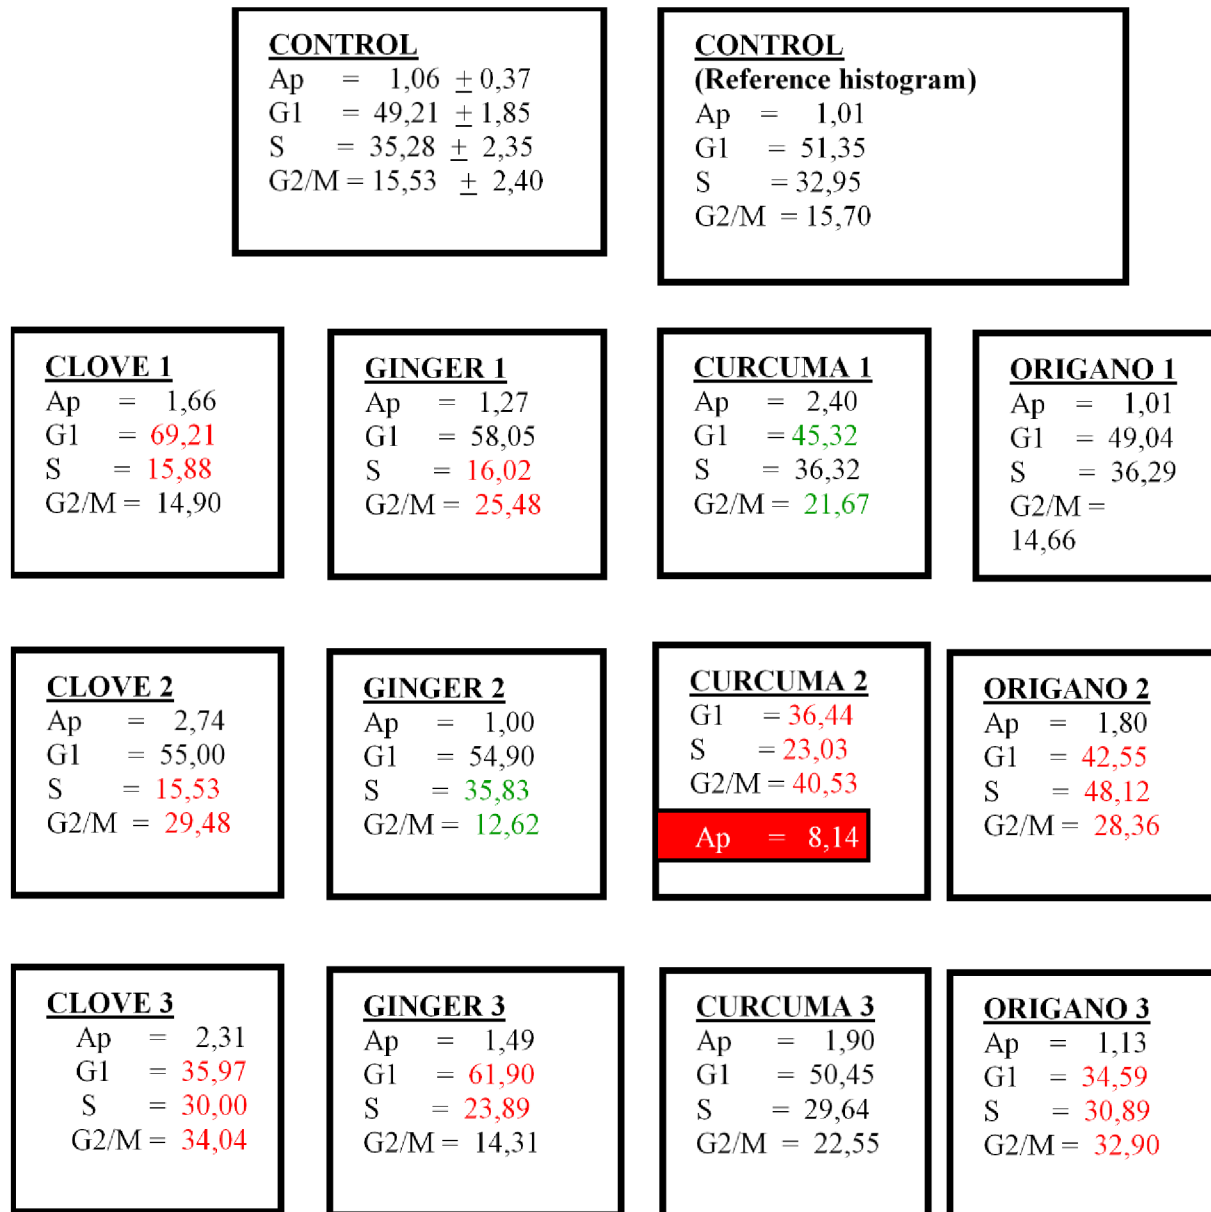 CONTROL
Ap = 1,06 ± 0,37
G1 = 49,21 ± 1,85
S = 35,28 ± 2,35
G2/M = 15,53 ± 2,40
CONTROL
(Reference histogram)
Ap = 1,01
G1 = 51,35
S = 32,95
G2/M = 15,70
CLOVE 1
Ap = 1,66
G1 = 69,21
S = 15,88
G2/M = 14,90
GINGER 1
Ap = 1,27
G1 = 58,05
S = 16,02
G2/M = 25,48
CURCUMA 1
Ap = 2,40
G1 = 45,32
S = 36,32
G2/M = 21,67
ORIGANO 1
Ap = 1,01
G1 = 49,04
S = 36,29
G2/M =
14,66
CLOVE 2
Ap = 2,74
G1 = 55,00
S = 15,53
G2/M = 29,48
GINGER 2
Ap = 1,00
G1 = 54,90
S = 35,83
G2/M = 12,62
CURCUMA 2
G1 = 36,44
S = 23,03
G2/M = 40,53
Ap = 8,14
ORIGANO 2
Ap = 1,80
G1 = 42,55
S = 48,12
G2/M = 28,36
CLOVE 3
Ap = 2,31
G1 = 35,97
S = 30,00
G2/M = 34,04
GINGER 3
Ap = 1,49
G1 = 61,90
S = 23,89
G2/M = 14,31
CURCUMA 3
Ap = 1,90
G1 = 50,45
S = 29,64
G2/M = 22,55
ORIGANO 3
Ap = 1,13
G1 = 34,59
S = 30,89
G2/M = 32,90